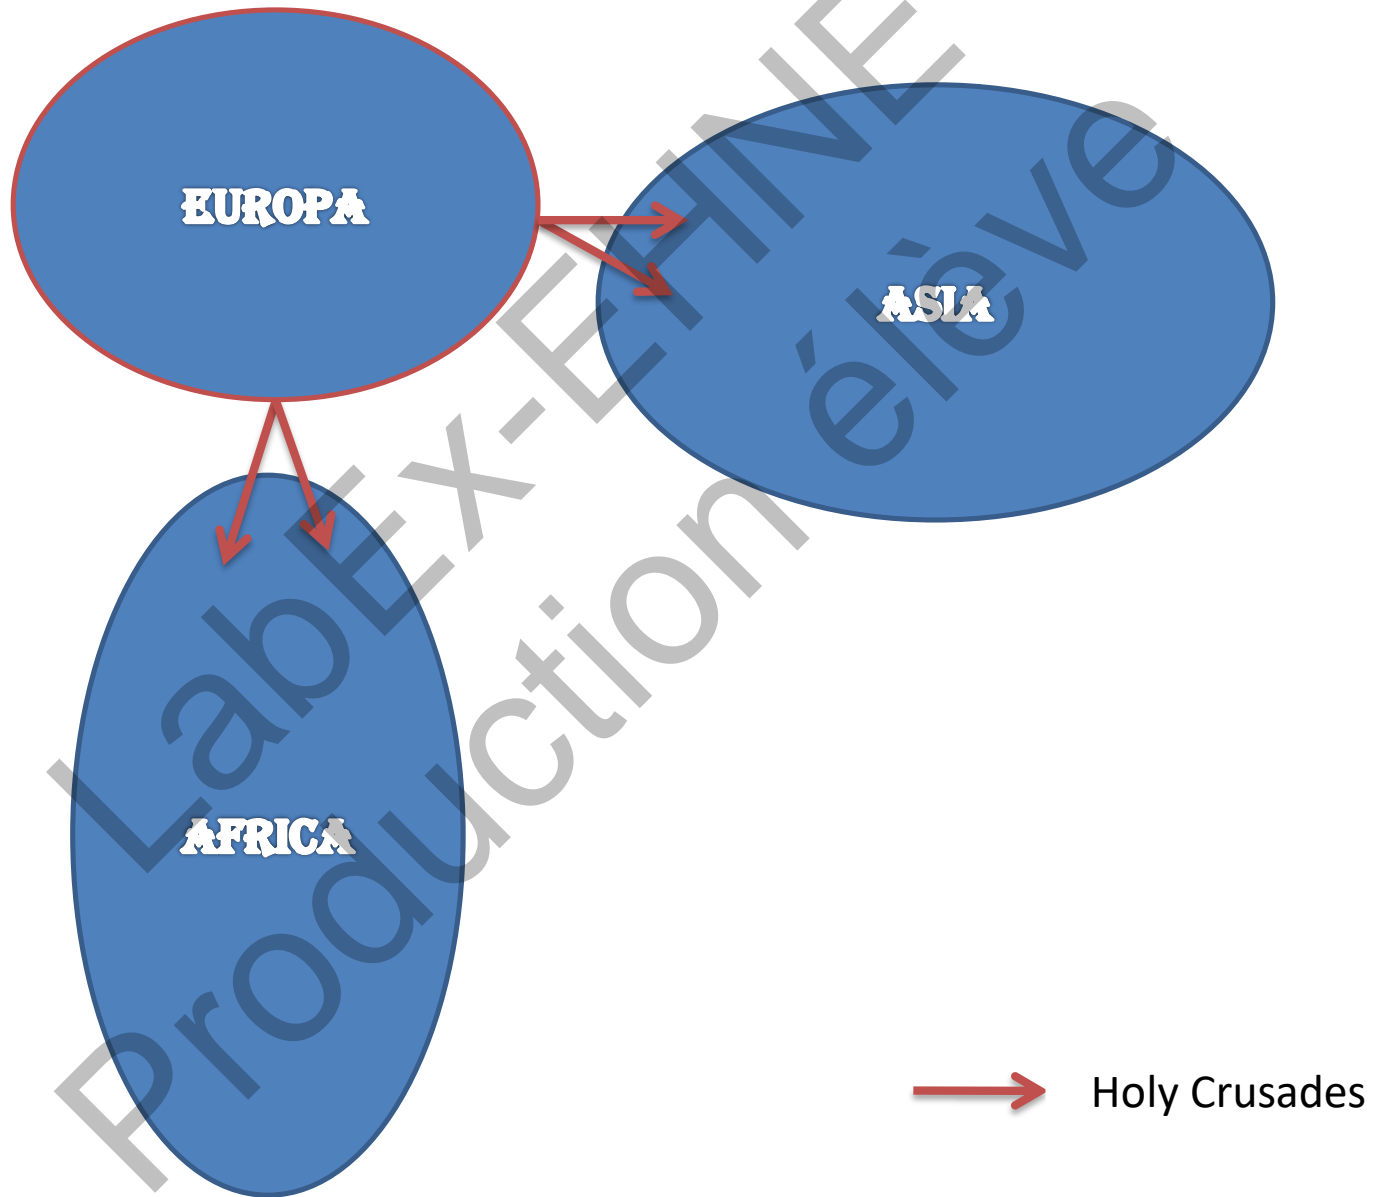 EUROPA
ASIA
AFRICA
Holy Crusades
LabEx-EHNE
Production élève